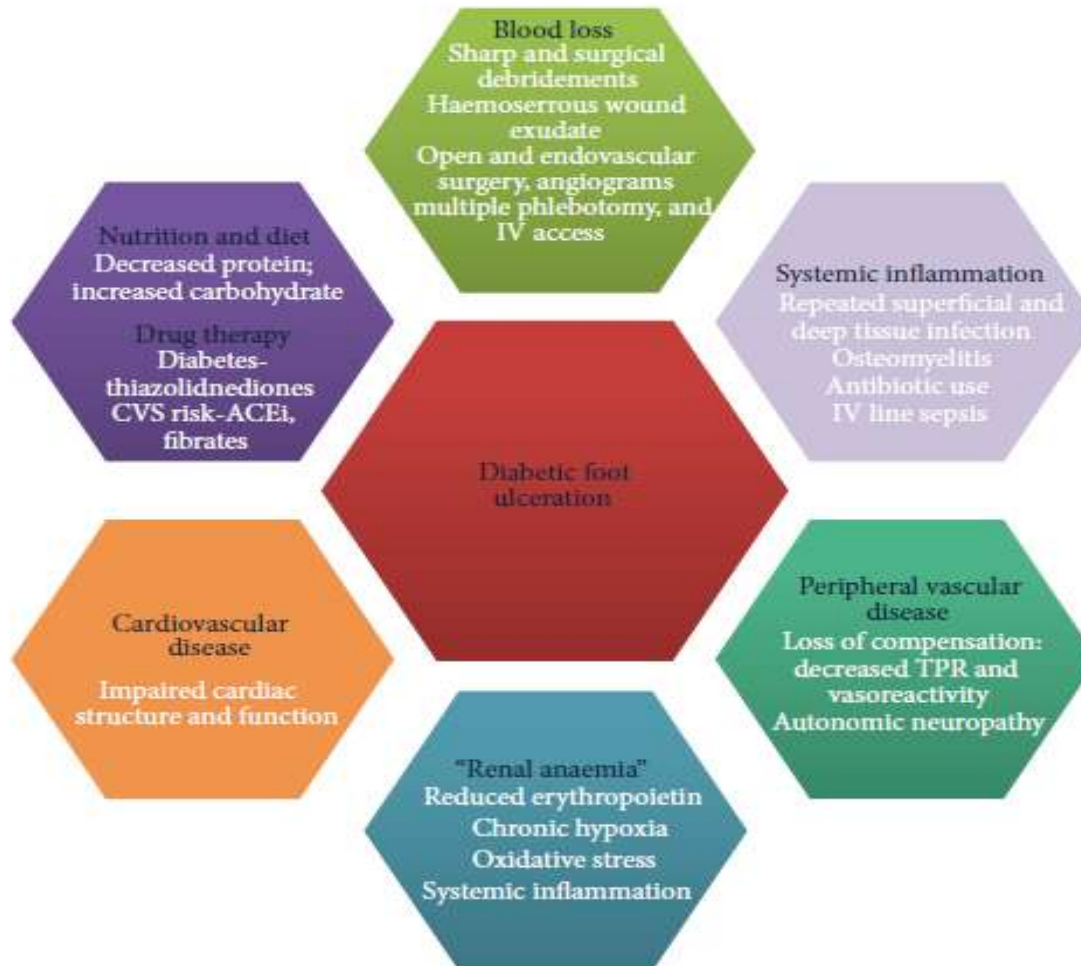 Blood loss
Sharp and surgical
debridements
Haemoserrous wound
exudate
Open and endovascular
surgery, angiograms
multiple phlebotomy, and
IV access
Nutrition and diet
Decreased protein;
increased carbohydrate
Drug therapy
Diabetes-
thiazolidnediones
CVS risk-ACEi,
fibrates
Systemic inflammation
Repeated superficial and
deep tissue infection
Osteomyelitis
Antibiotic use
IV line sepsis
Diabetic foot
ulceration
Cardiovascular
disease
Impaired cardiac
structure and function
Peripheral vascular
disease
Loss of compensation:
decreased TPR and
vasoreactivity
Autonomic neuropathy
"Renal anaemia"
Reduced erythropoietin
Chronic hypoxia
Oxidative stress
Systemic inflammation